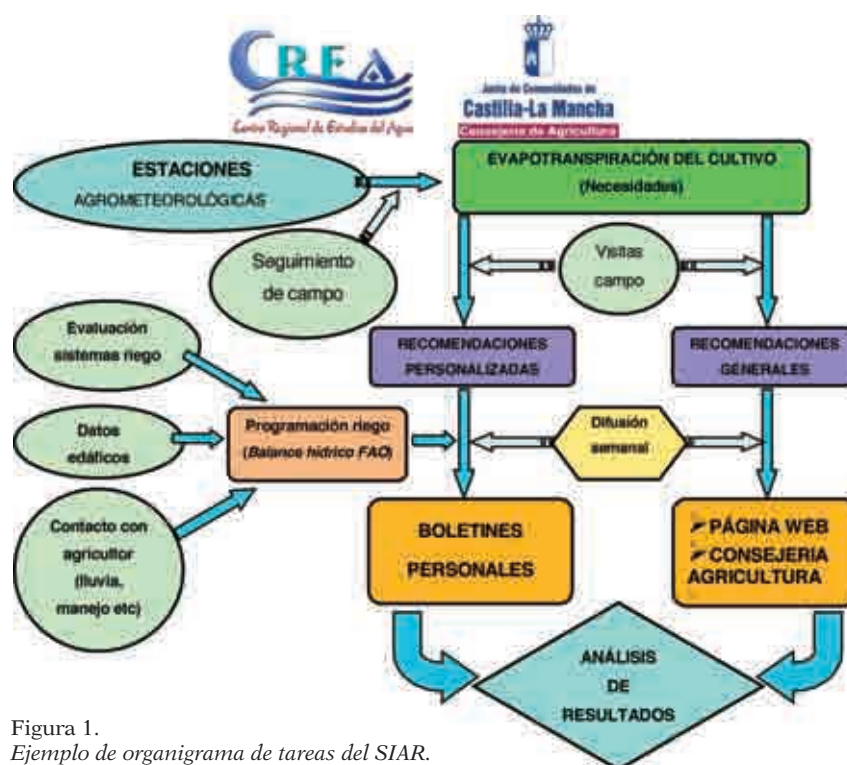 CREA
Centro Regional de Estudios del Agua
Junta de Comunidades de
Castilla-La Mancha
Consejería de Agricultura
ESTACIONES
AGROMETEOROLÓGICAS
EVAPOTRANSPIRACIÓN DEL CULTIVO
(Necesidades)
Seguimiento
de campo
Visitas
campo
Evaluación
sistemas riego
RECOMENDACIONES
PERSONALIZADAS
RECOMENDACIONES
GENERALES
Datos
edáficos
Programación riego
(Balance hídrico FAO)
Difusión
semanal
Contacto con
agricultor
(lluvia,
manejo etc)
BOLETINES
PERSONALES
➤ PÁGINA WEB
➤ CONSEJERIA
AGRICULTURA
ANÁLISIS
DE
RESULTADOS
Figura 1.
Ejemplo de organigrama de tareas del SIAR.